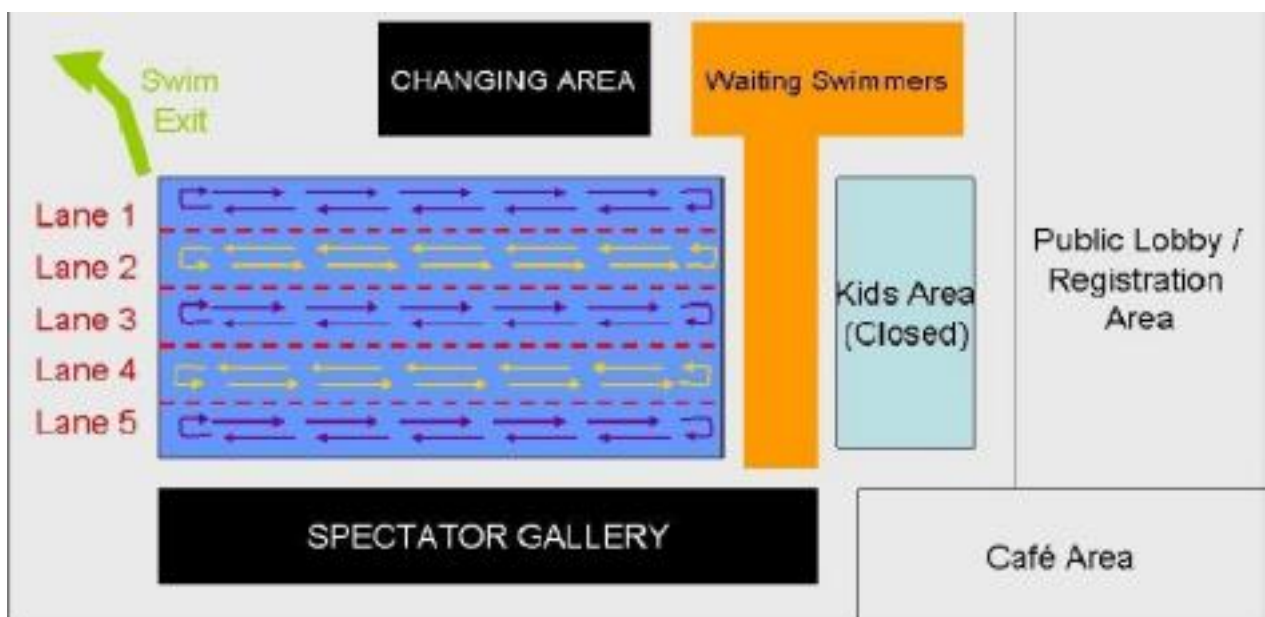 CHANGING AREA
Waiting Swimmers
Swim
Exit
Lane 1
Lane 2
Lane 3
Lane 4
Lane 5
Kids Area
(Closed)
Public Lobby /
Registration
Area
SPECTATOR GALLERY
Café Area